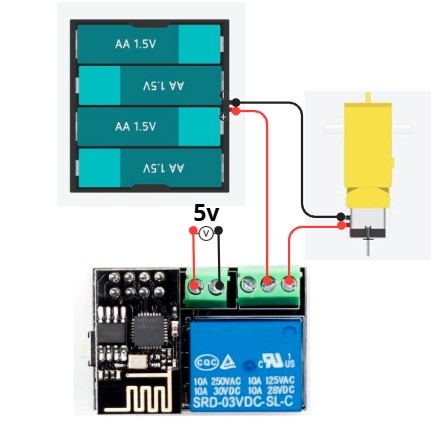 AA 1.5V
AA 1.5V
AA 1.5V
AA 1.5V
-
+
5v
V
CQC
c US
10A 250VAC 10A 125VAC
10A 30VDC 10A 28VDC
SRD-03VDC-SL-C